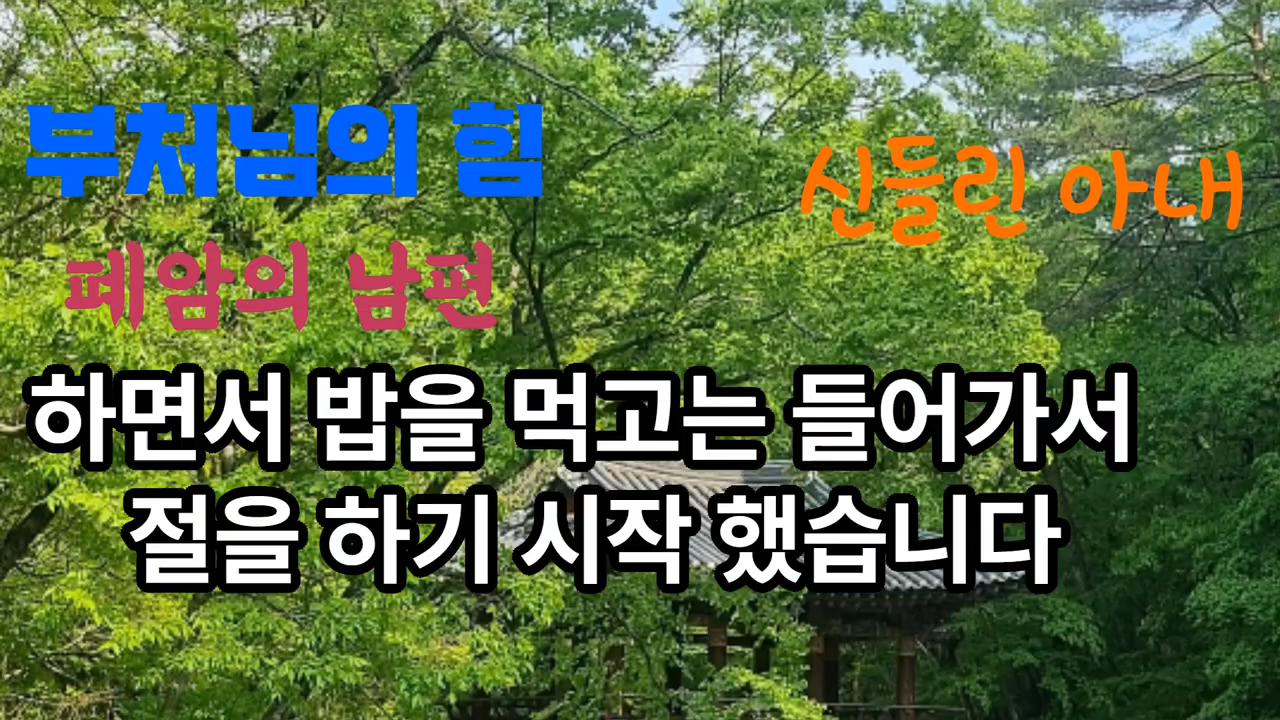 부처님의 힘
신들린 아내
폐암의 남편
하면서 밥을 먹고는 들어가서
절을 하기 시작 했습니다